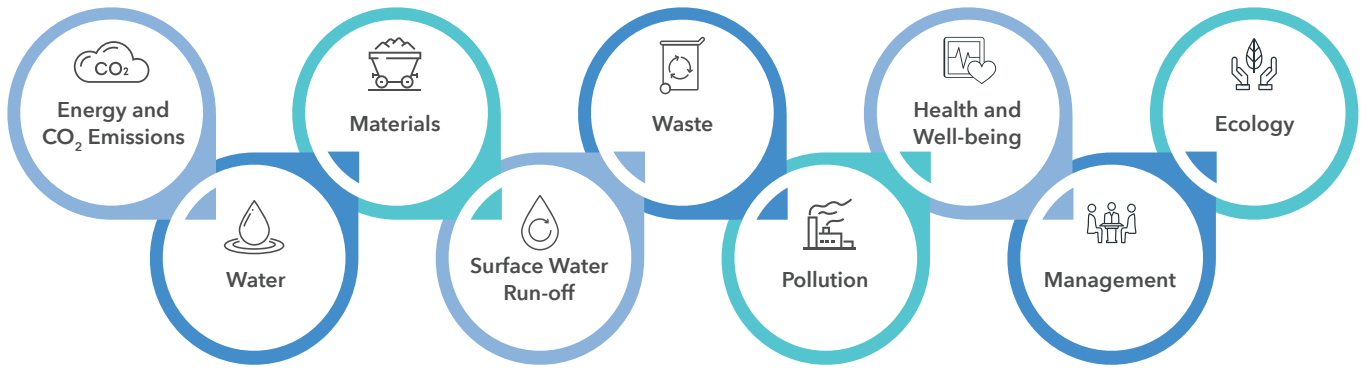 CO₂
Energy and
CO₂ Emissions
Water
Materials
Surface Water
Run-off
Waste
Pollution
Health and
Well-being
Management
Ecology